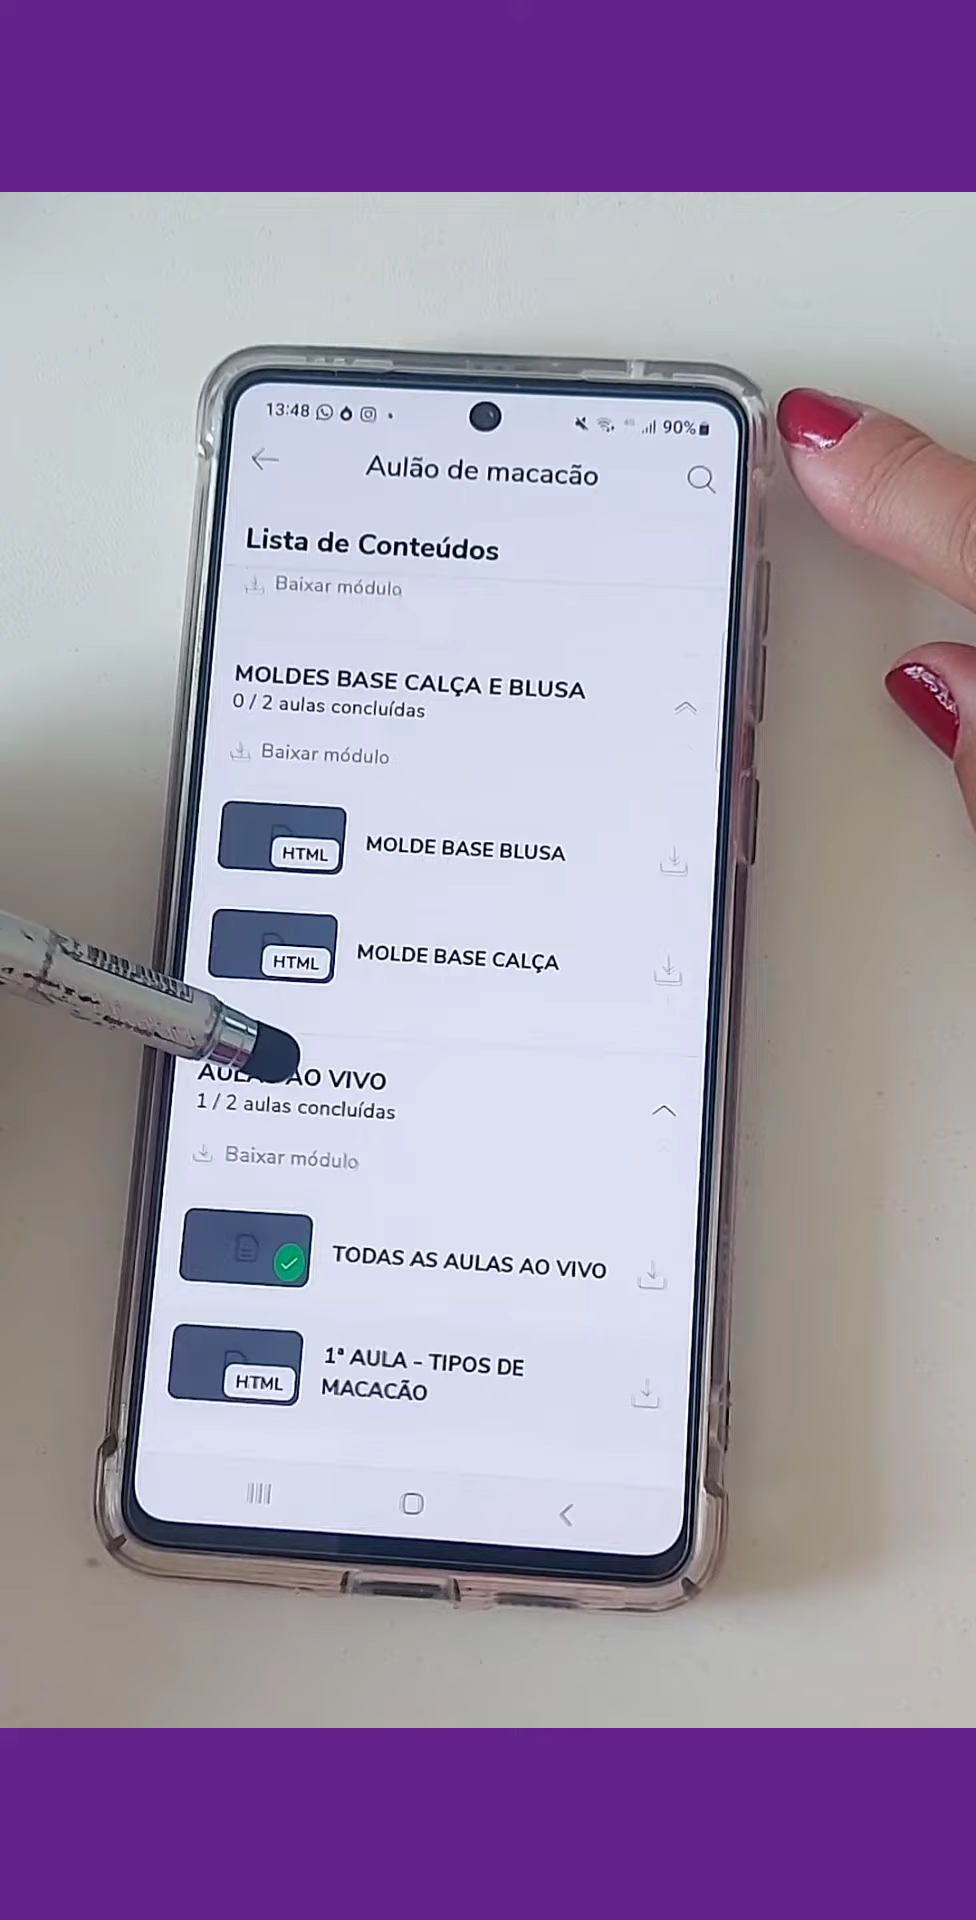 13:48
4G
90%
Aulão de macacão
Lista de Conteúdos
Baixar módulo
MOLDES BASE CALÇA E BLUSA
0 / 2 aulas concluídas
Baixar módulo
HTML
MOLDE BASE BLUSA
HTML
MOLDE BASE CALÇA
AO VIVO
1 / 2 aulas concluídas
Baixar módulo
TODAS AS AULAS AO VIVO
HTML
1ª AULA - TIPOS DE
MACACÃO